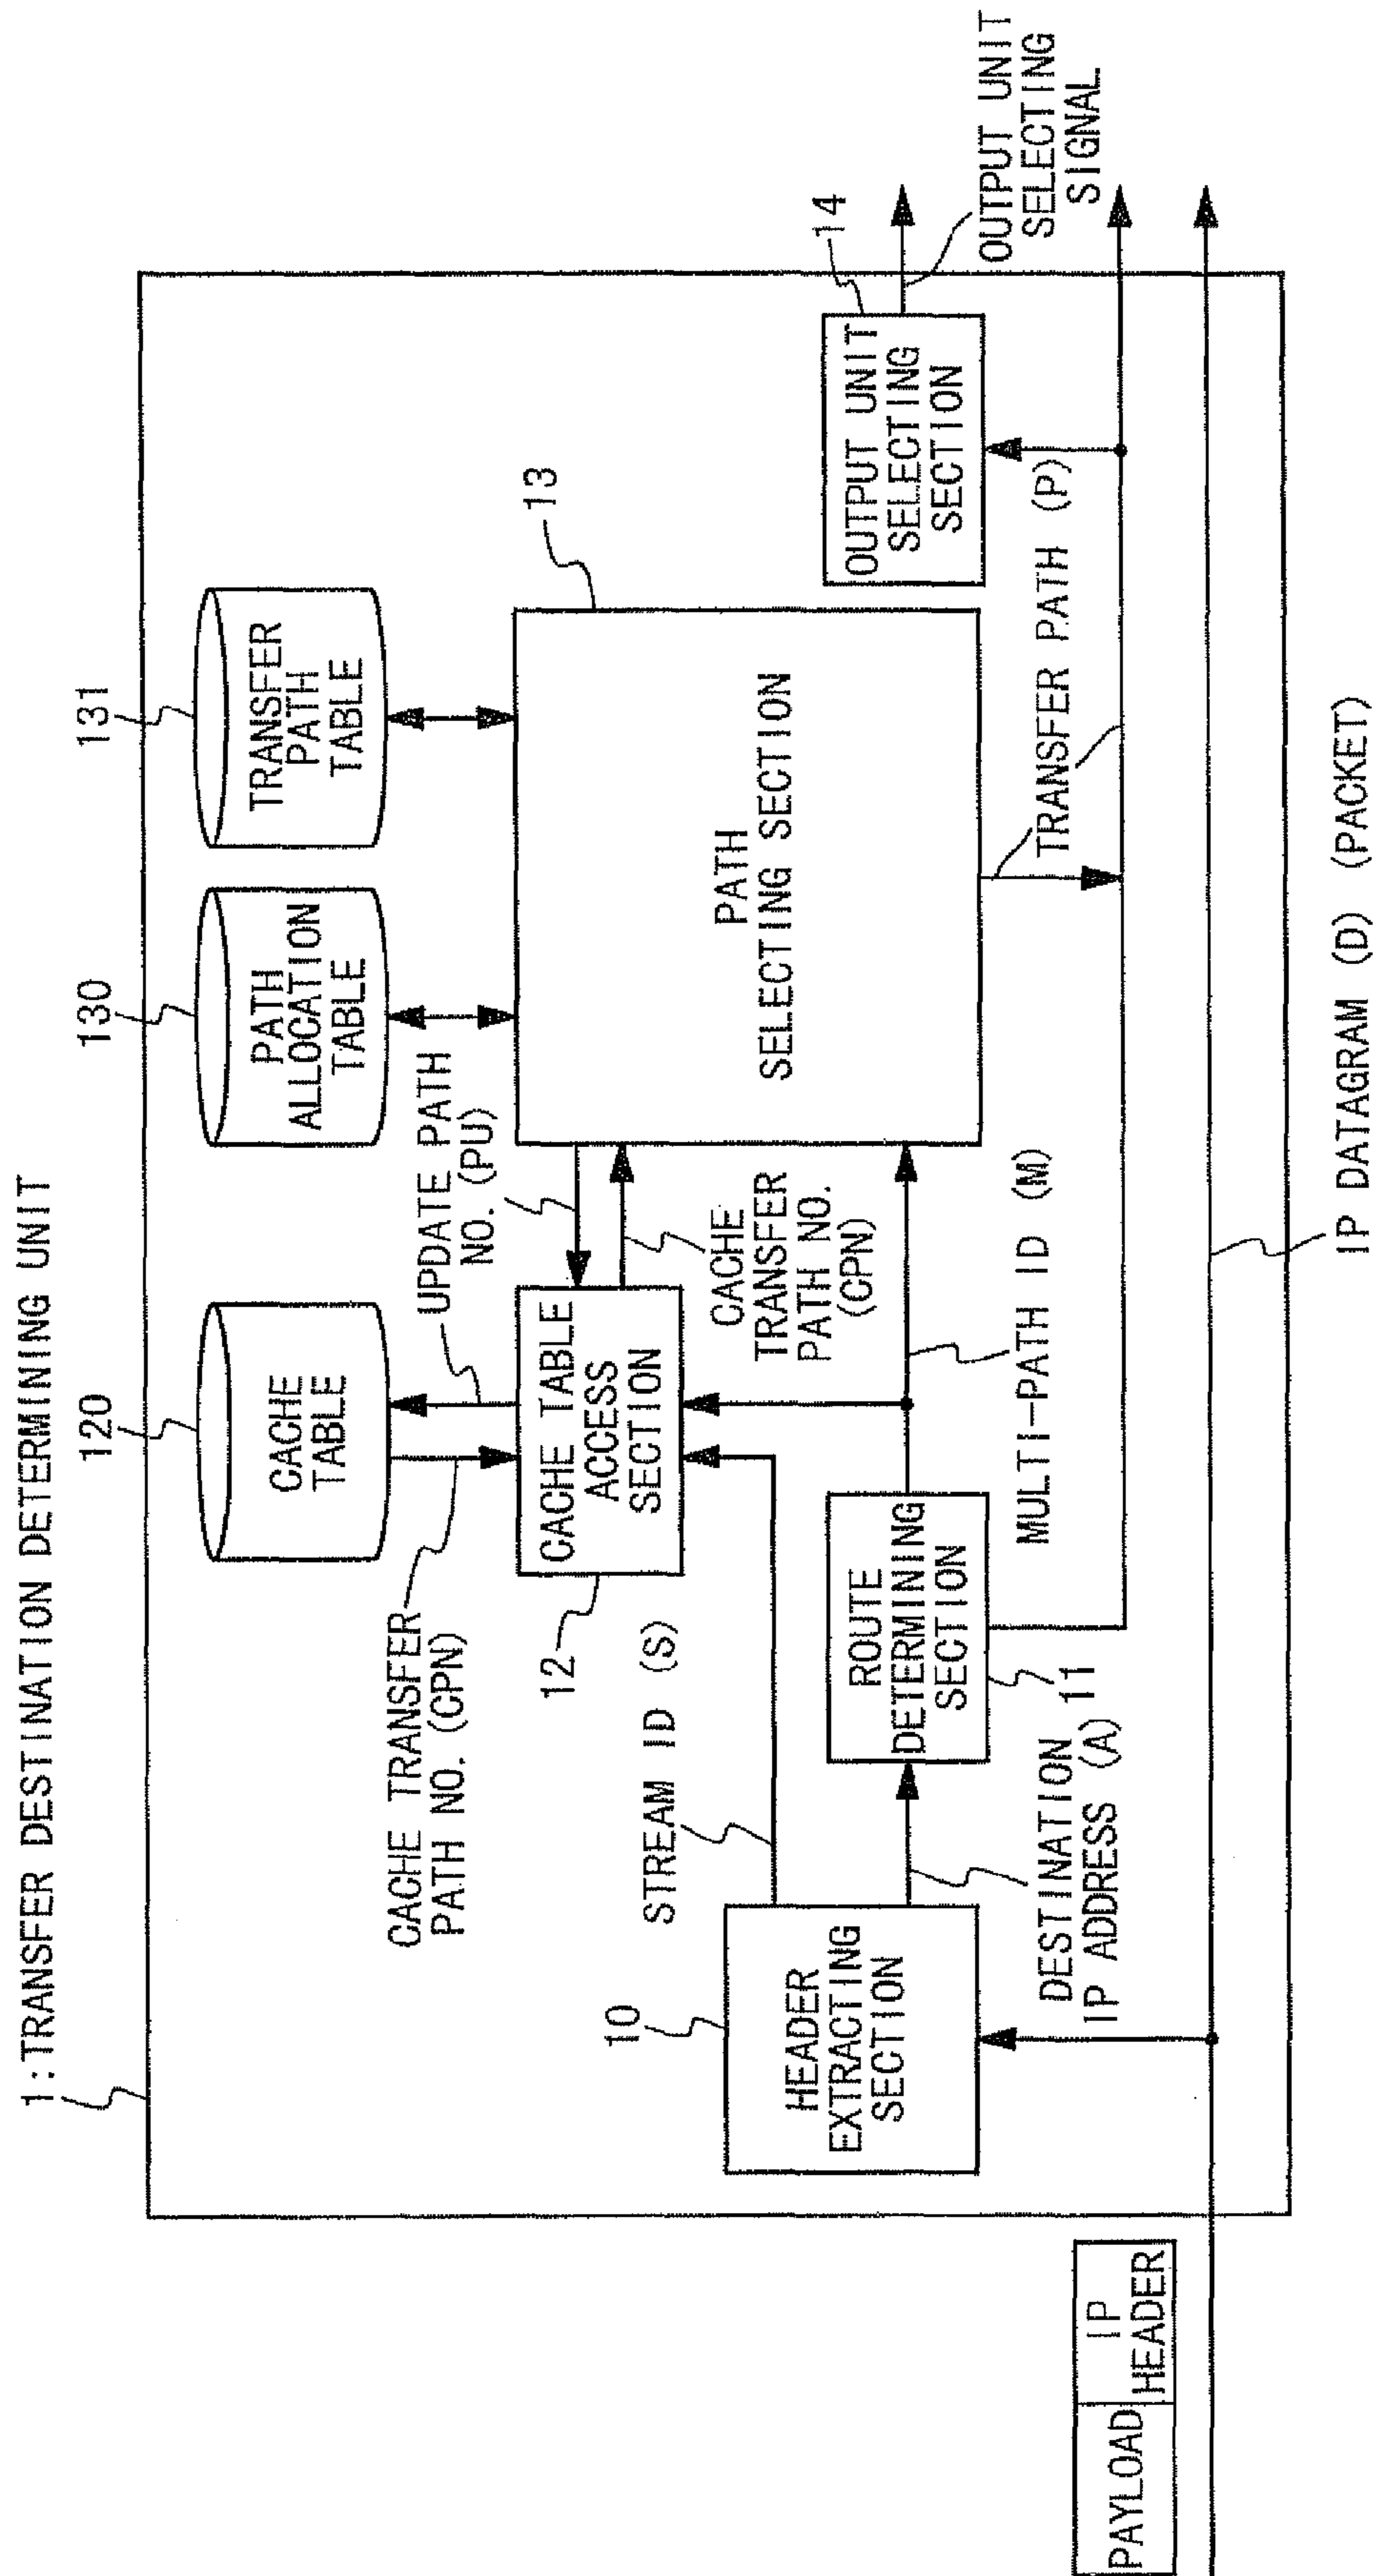 1:TRANSFER DESTINATION DETERMINING UNIT
120
130
131
CACHE
TABLE
PATH
ALLOCATION
TABLE
TRANSFER
PATH
TABLE
CACHE TRANSFER
PATH NO. (CPN)
UPDATE PATH
NO. (PU)
12
CACHE TABLE
ACCESS
SECTION
13
PATH
SELECTING SECTION
STREAM ID (S)
CACHE
TRANSFER
PATH NO.
(CPN)
10
HEADER
EXTRACTING
SECTION
ROUTE
DETERMINING
SECTION
11
14
OUTPUT UNIT
SELECTING
SECTION
OUTPUT UNIT
SELECTING
SIGNAL
DESTINATION
IP ADDRESS (A)
MULTI-PATH ID (M)
TRANSFER PATH (P)
PAYLOAD
IP
HEADER
IP DATAGRAM (D) (PACKET)